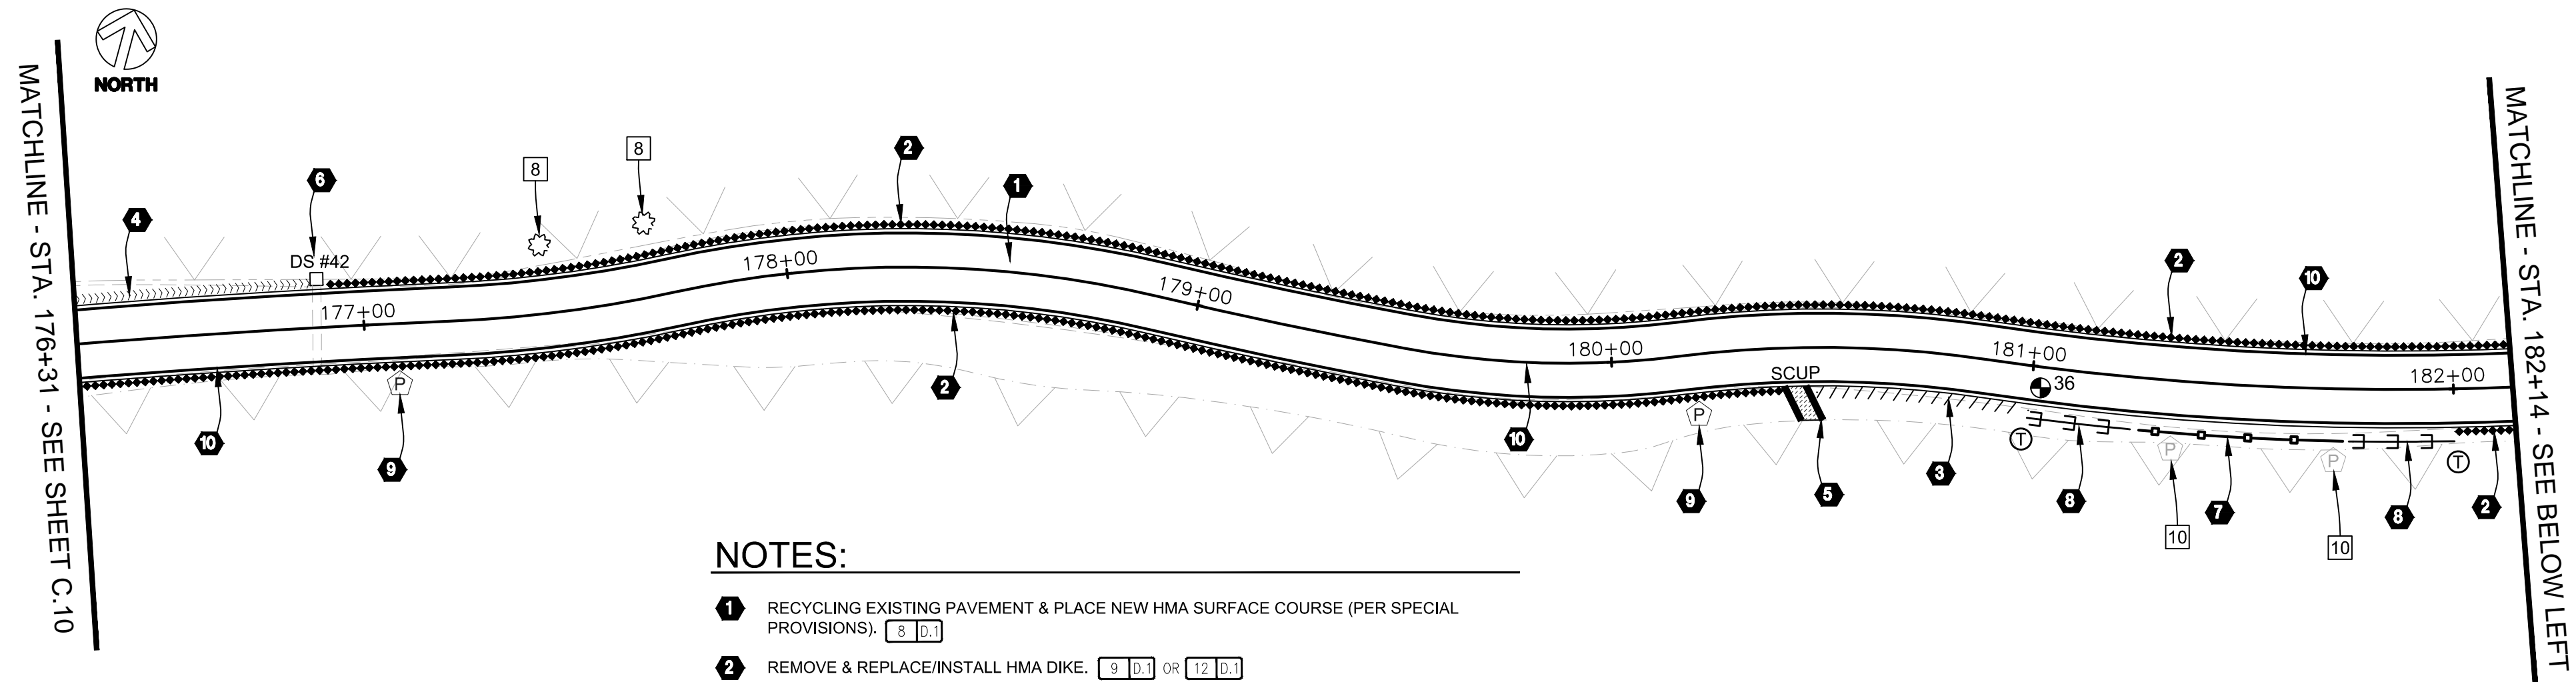 NORTH
MATCHLINE - STA. 176+31 - SEE SHEET C.10
4
6
DS #42
8
8
2
1
177+00
178+00
179+00
180+00
181+00
182+00
2
10
MATCHLINE - STA. 182+14 - SEE BELOW LEFT
SCUP
36
P
P
T
P
P
T
10
9
2
10
9
5
3
8
10
7
10
8
2
NOTES:
1 RECYCLING EXISTING PAVEMENT & PLACE NEW HMA SURFACE COURSE (PER SPECIAL
PROVISIONS). 8 D.1
2 REMOVE & REPLACE/INSTALL HMA DIKE. 9 D.1 OR 12 D.1